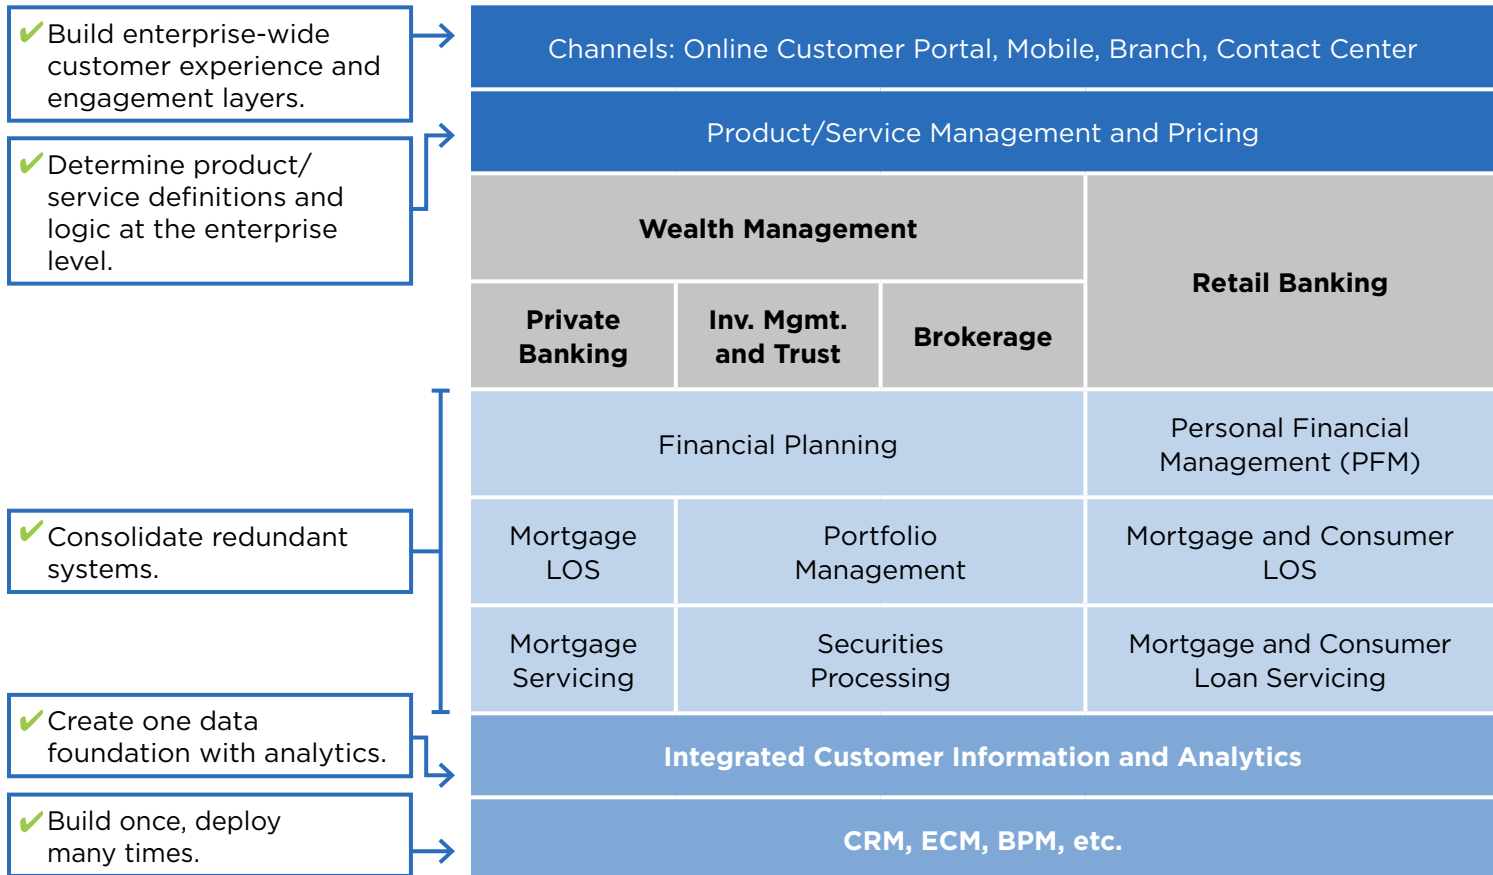 Build enterprise-wide
customer experience and
engagement layers.
Determine product/
service definitions and
logic at the enterprise
level.
Consolidate redundant
systems.
Create one data
foundation with analytics.
Build once, deploy
many times.
Channels: Online Customer Portal, Mobile, Branch, Contact Center
Product/Service Management and Pricing
Wealth Management
Retail Banking
Private
Banking
Inv. Mgmt.
and Trust
Brokerage
Financial Planning
Personal Financial
Management (PFM)
Mortgage
LOS
Portfolio
Management
Mortgage and Consumer
LOS
Mortgage
Servicing
Securities
Processing
Mortgage and Consumer
Loan Servicing
Integrated Customer Information and Analytics
CRM, ECM, BPM, etc.